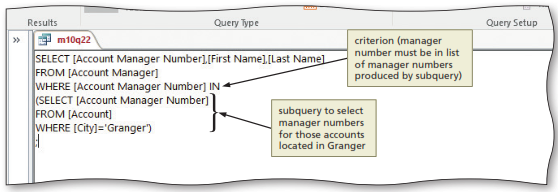 Results
Query Type
Query Setup
»
m10q22
SELECT [Account Manager Number],[First Name],[Last Name]
FROM [Account Manager]
WHERE [Account Manager Number] IN
(SELECT [Account Manager Number]
FROM [Account]
WHERE [City]='Granger')
;
criterion (manager
number must be in list
of manager numbers
produced by subquery)
subquery to select
manager numbers
for those accounts
located in Granger